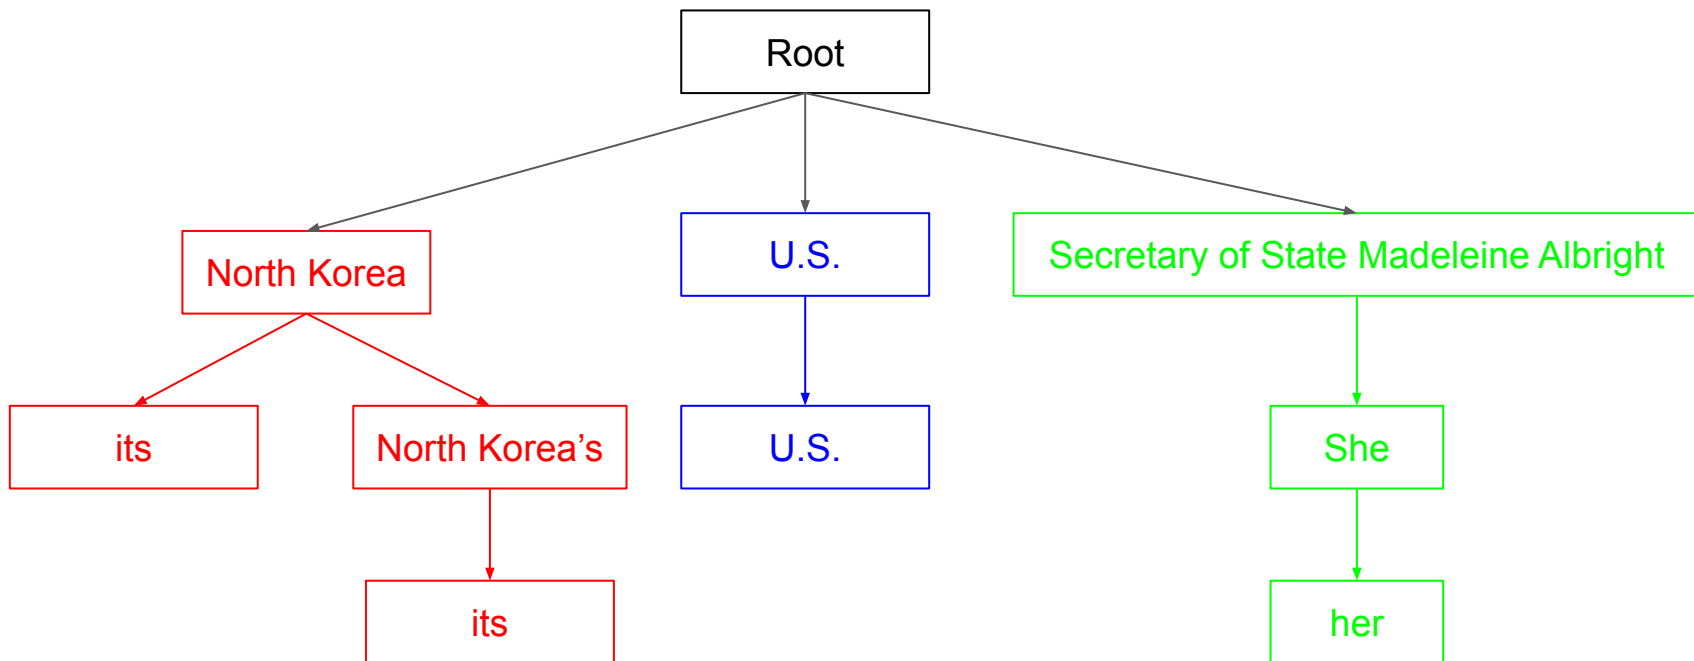 Root
North Korea
U.S.
Secretary of State Madeleine Albright
its
North Korea’s
U.S.
She
its
her